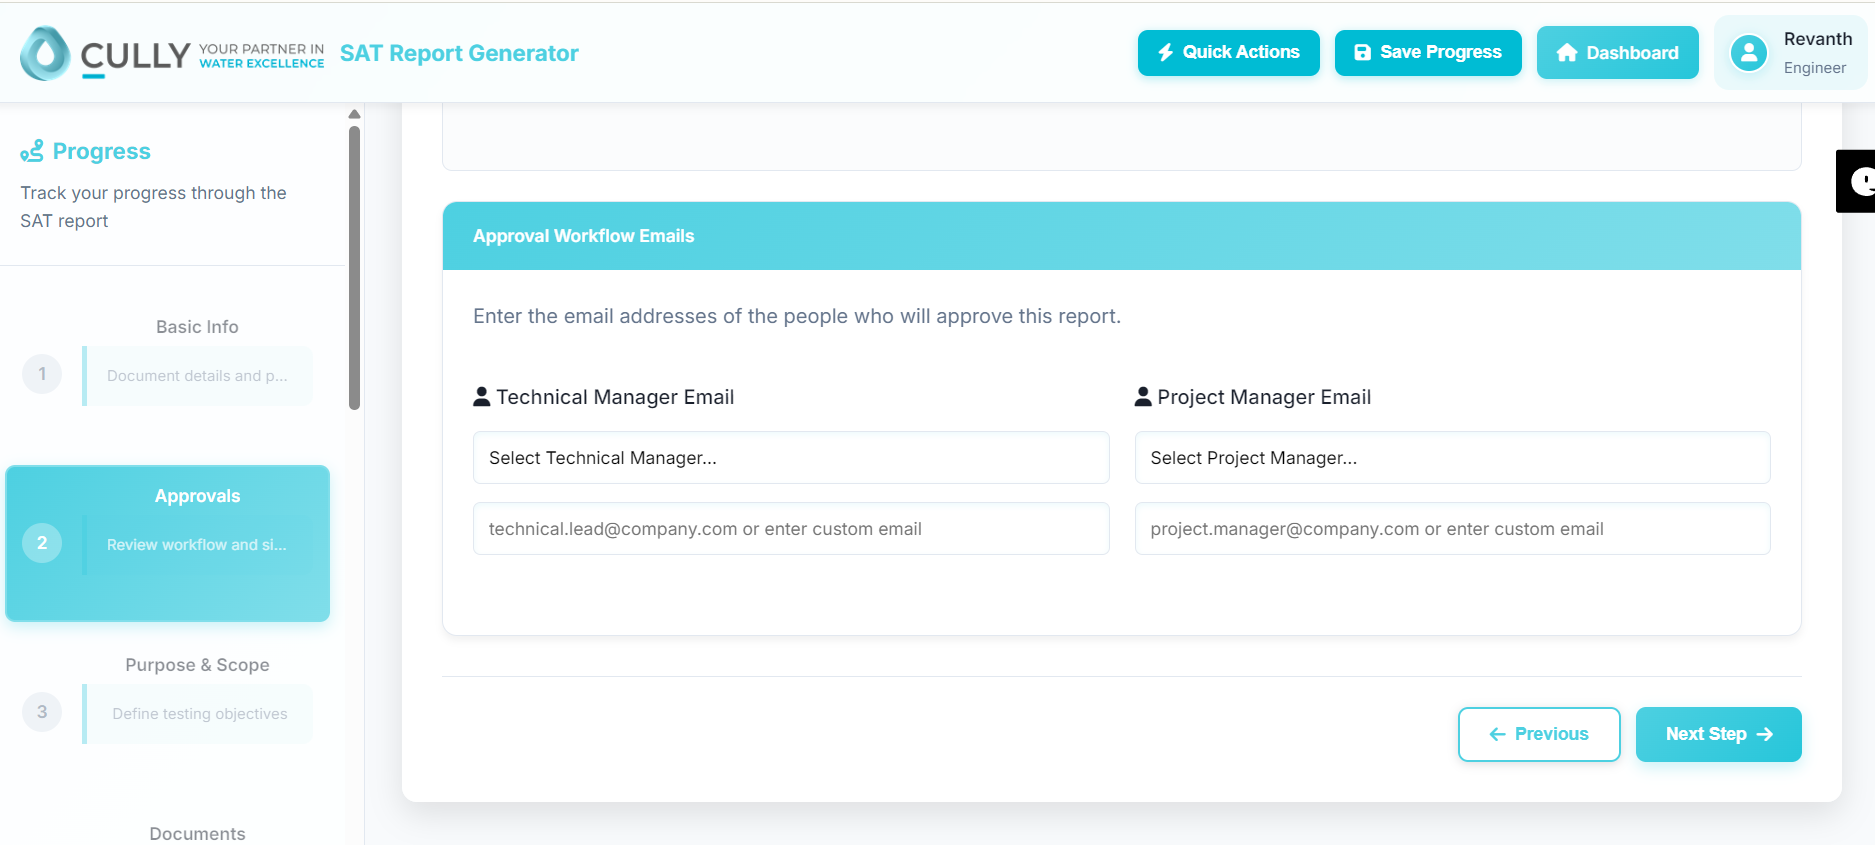 CULLY
YOUR PARTNER IN
WATER EXCELLENCE
SAT Report Generator
Quick Actions
Save Progress
Dashboard
Revanth
Engineer
Progress
Track your progress through the
SAT report
Basic Info
1
Document details and p...
Approvals
2
Review workflow and si...
Purpose & Scope
3
Define testing objectives
Documents
Approval Workflow Emails
Enter the email addresses of the people who will approve this report.
Technical Manager Email
Select Technical Manager...
technical.lead@company.com or enter custom email
Project Manager Email
Select Project Manager...
project.manager@company.com or enter custom email
Previous
Next Step